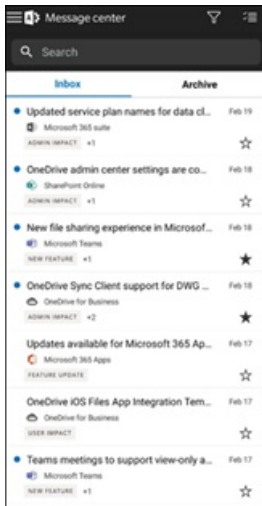 Message center
Search
Inbox Archive
Updated service plan names for data cl... Feb 19
Microsoft 365 suite
ADMIN IMPACT +1
OneDrive admin center settings are co... Feb 18
SharePoint Online
ADMIN IMPACT +1
New file sharing experience in Microsof... Feb 18
Microsoft Teams
NEW FEATURE +1
OneDrive Sync Client support for DWG ... Feb 18
OneDrive for Business
ADMIN IMPACT +2
Updates available for Microsoft 365 Ap... Feb 17
Microsoft 365 Apps
FEATURE UPDATE
OneDrive iOS Files App Integration Tem... Feb 17
OneDrive for Business
USER IMPACT
Teams meetings to support view-only a... Feb 17
Microsoft Teams
NEW FEATURE +1